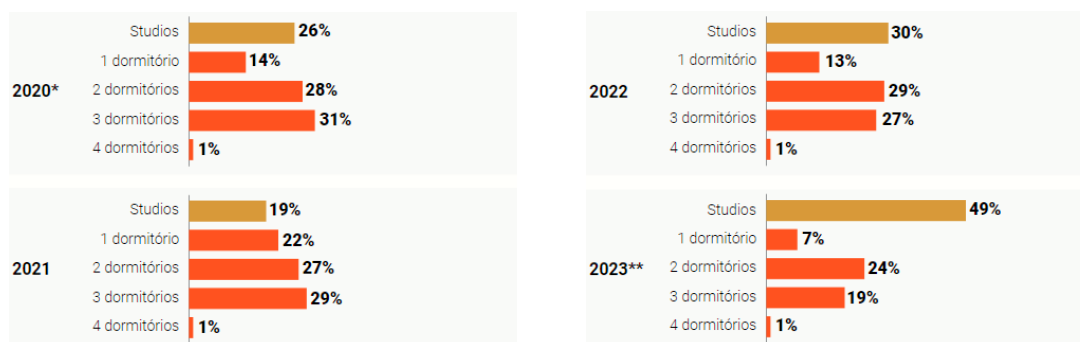 Studios 26%
1 dormitório 14%
2020* 2 dormitórios 28%
3 dormitórios 31%
4 dormitórios 1%
Studios 19%
1 dormitório 22%
2021 2 dormitórios 27%
3 dormitórios 29%
4 dormitórios 1%
Studios 30%
1 dormitório 13%
2022 2 dormitórios 29%
3 dormitórios 27%
4 dormitórios 1%
Studios 49%
1 dormitório 7%
2023** 2 dormitórios 24%
3 dormitórios 19%
4 dormitórios 1%